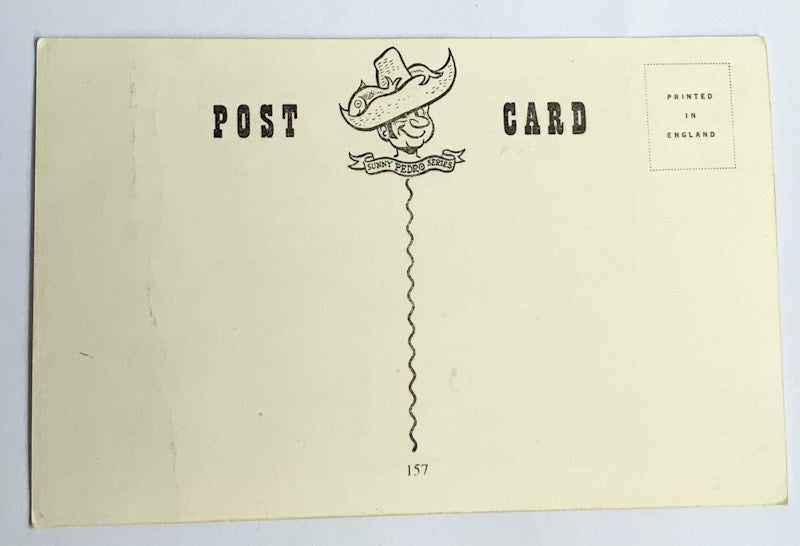 POST CARD
SUNNY PEDRO SERIES
PRINTED
IN
ENGLAND
157